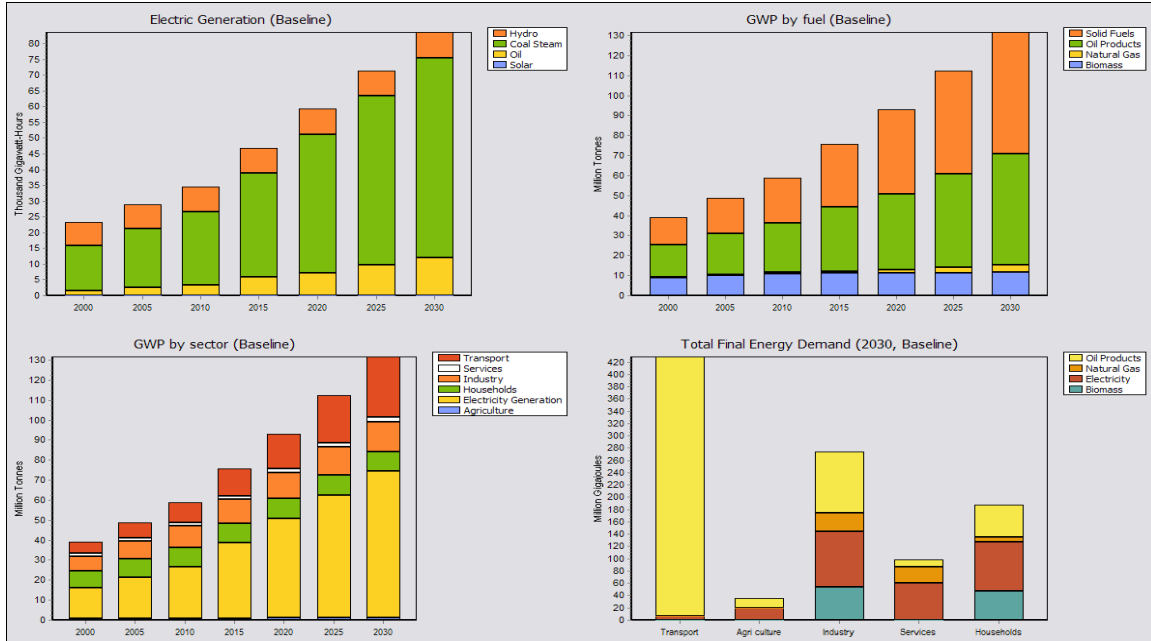 Electric Generation (Baseline)
Thousand Gigawatt-Hours
80
75
70
65
60
55
50
45
40
35
30
25
20
15
10
5
0
2000 2005 2010 2015 2020 2025 2030
Hydro
Coal Steam
Oil
Solar
GWP by fuel (Baseline)
Million Tonnes
130
120
110
100
90
80
70
60
50
40
30
20
10
0
2000 2005 2010 2015 2020 2025 2030
Solid Fuels
Oil Products
Natural Gas
Biomass
GWP by sector (Baseline)
Million Tonnes
130
120
110
100
90
80
70
60
50
40
30
20
10
0
2000 2005 2010 2015 2020 2025 2030
Transport
Services
Industry
Households
Electricity Generation
Agriculture
Total Final Energy Demand (2030, Baseline)
Million Gigajoules
420
400
380
360
340
320
300
280
260
240
220
200
180
160
140
120
100
80
60
40
20
0
Transport Agri culture Industry Services Households
Oil Products
Natural Gas
Electricity
Biomass